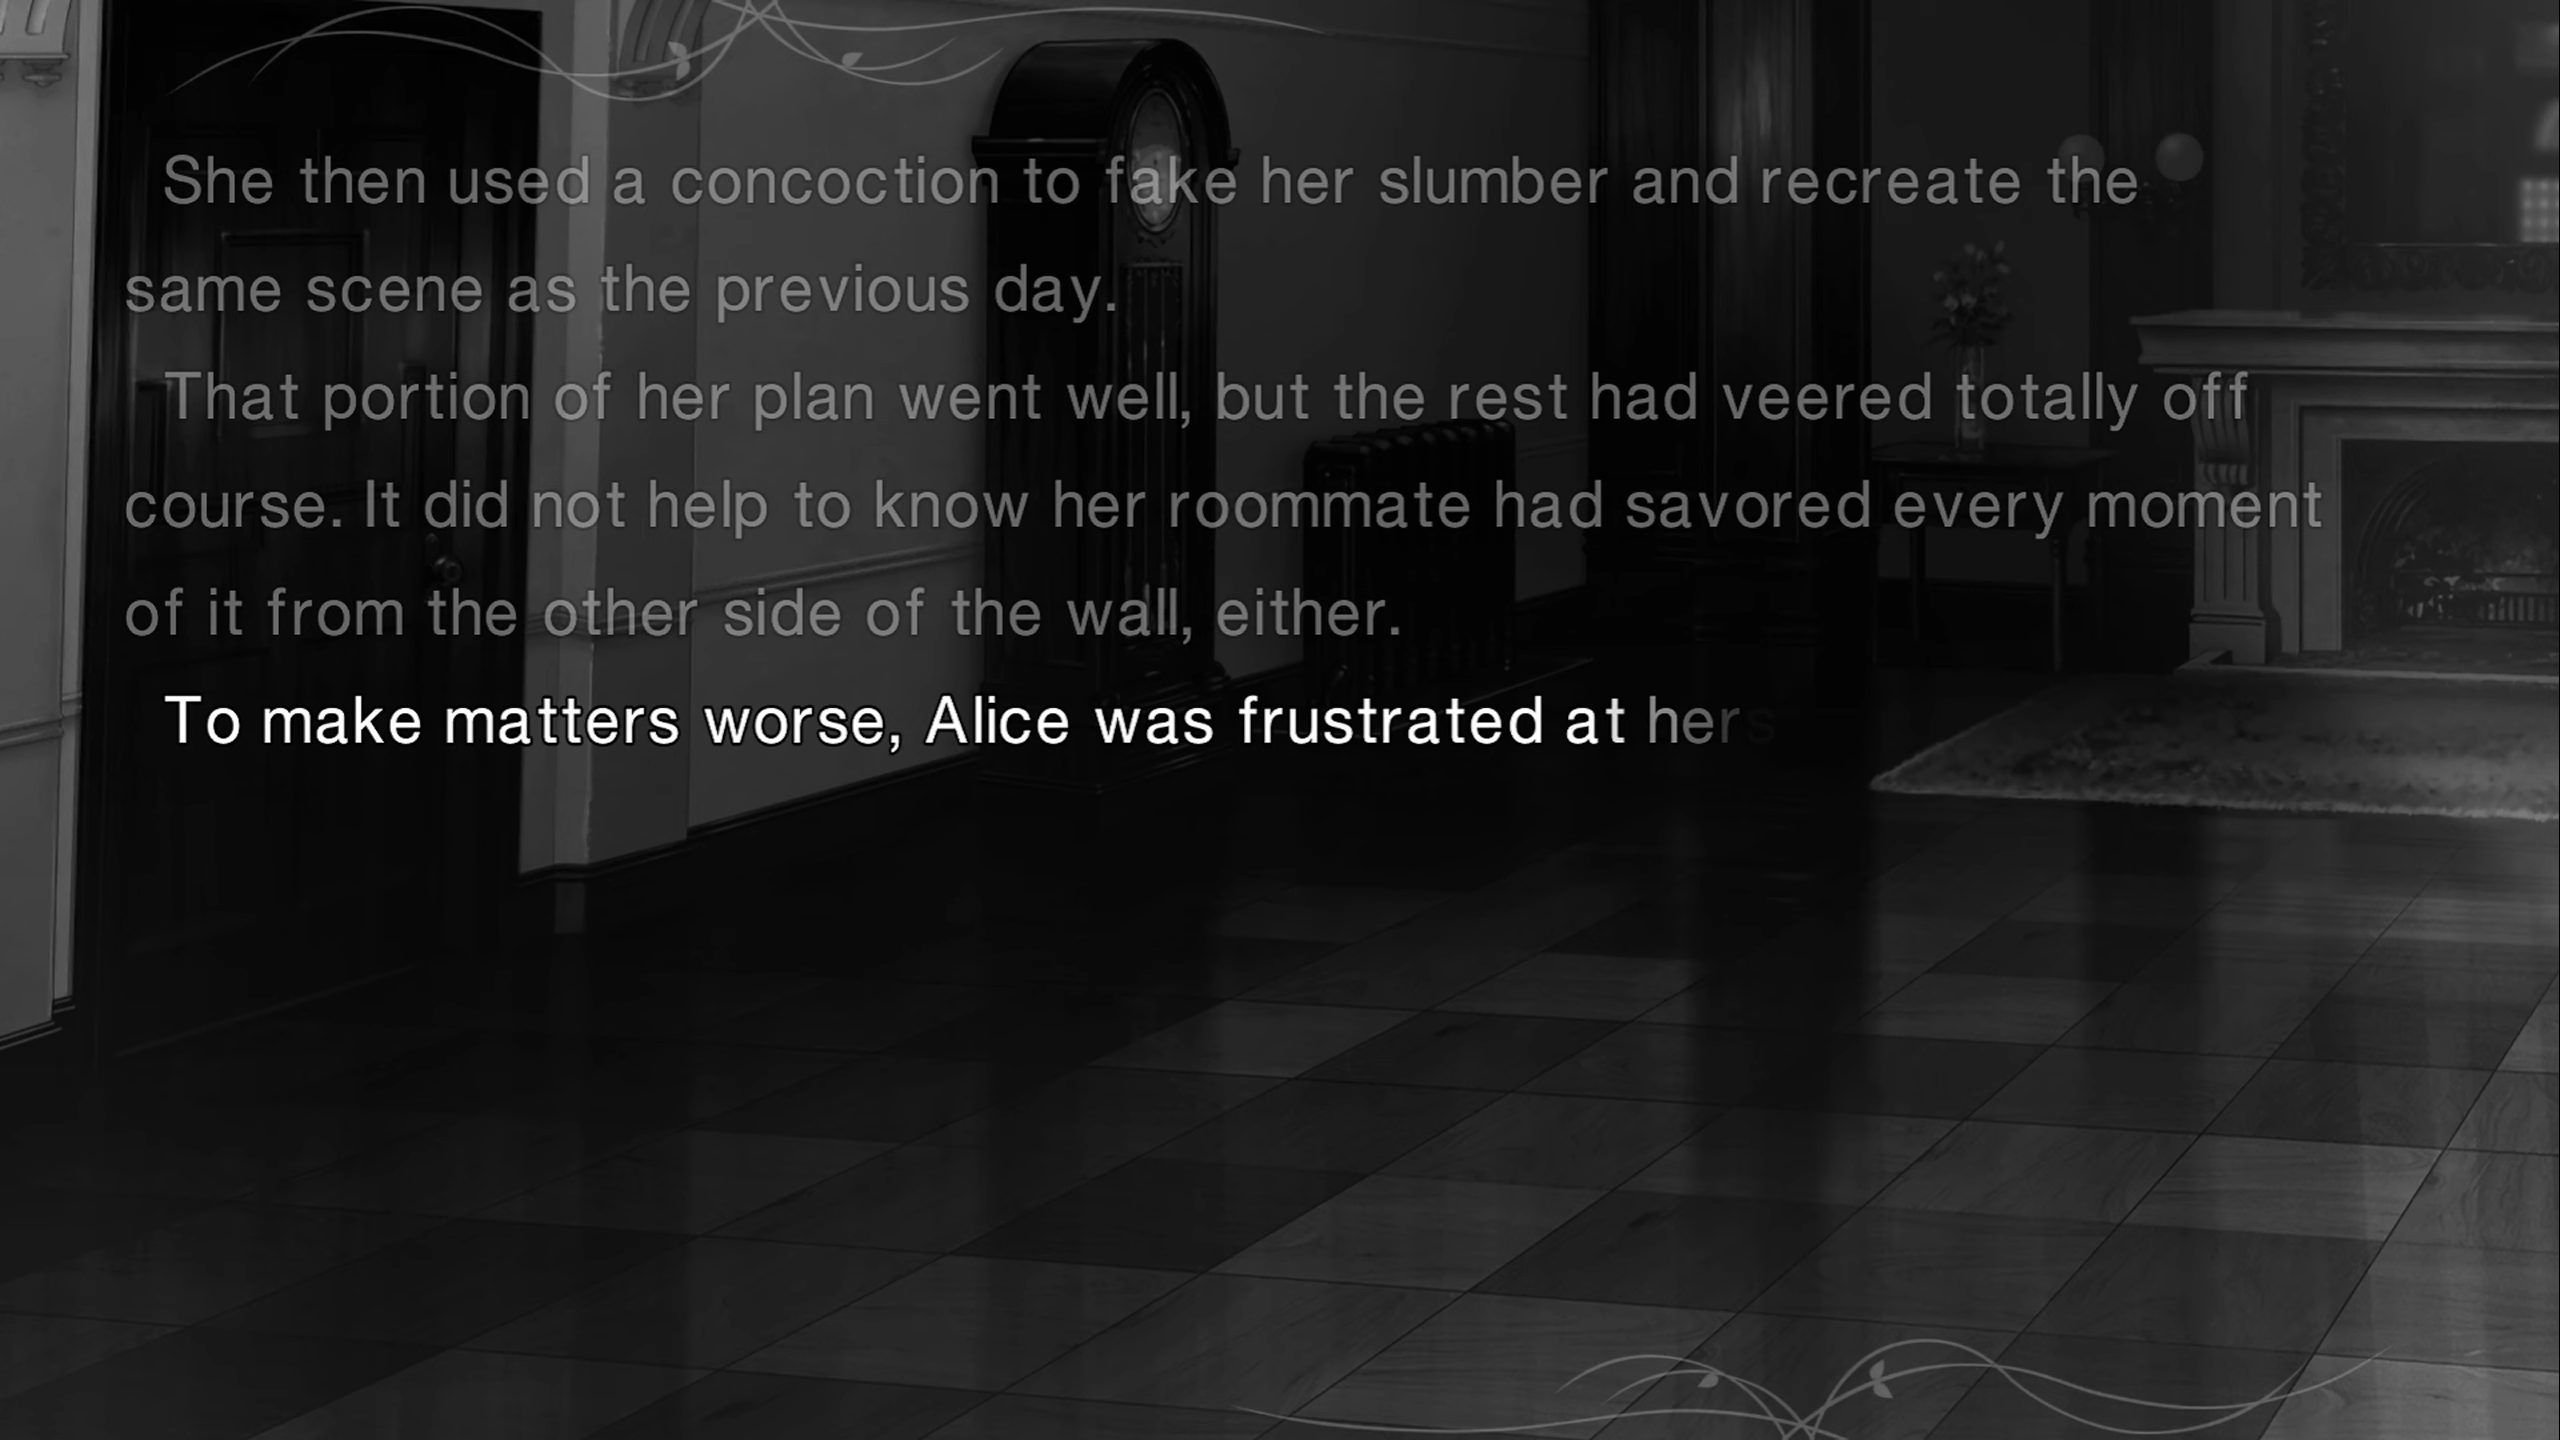 She then used a concoction to fake her slumber and recreate the
same scene as the previous day.
That portion of her plan went well, but the rest had veered totally off
course. It did not help to know her roommate had savored every moment
of it from the other side of the wall, either.
To make matters worse, Alice was frustrated at hers